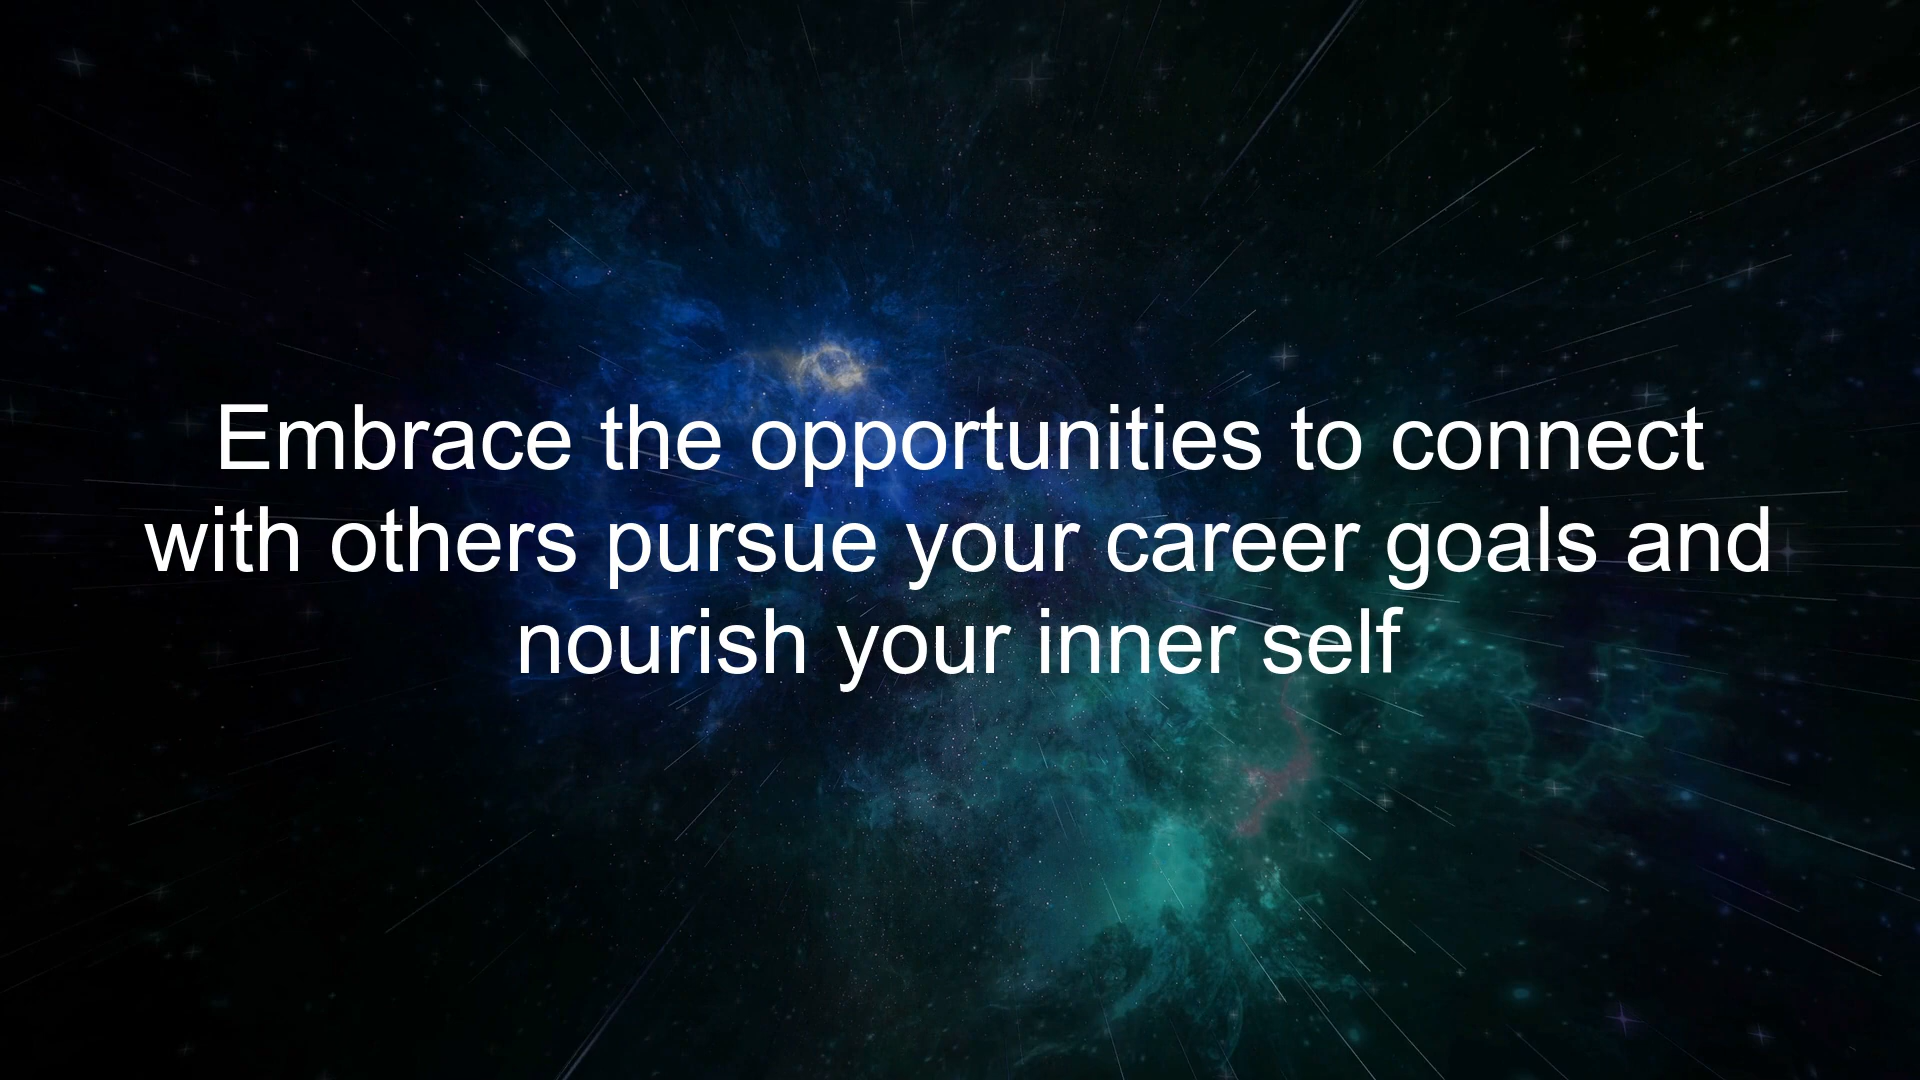 Embrace the opportunities to connect
with others pursue your career goals and
nourish your inner self